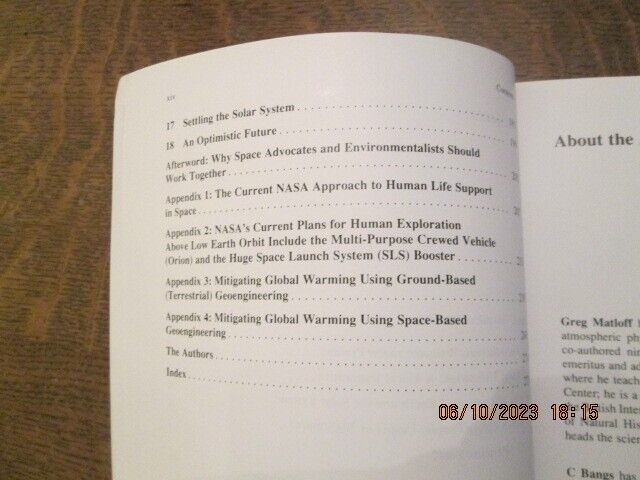 xiv
17 Settling the Solar System
18 An Optimistic Future
Afterword: Why Space Advocates and Environmentalists Should
Work Together
Appendix 1: The Current NASA Approach to Human Life Support
in Space
Appendix 2: NASA's Current Plans for Human Exploration
Above Low Earth Orbit Include the Multi-Purpose Crewed Vehicle
(Orion) and the Huge Space Launch System (SLS) Booster
Appendix 3: Mitigating Global Warming Using Ground-Based
(Terrestrial) Geoengineering
Appendix 4: Mitigating Global Warming Using Space-Based
Geoengineering
The Authors
Index
About the
Greg Matloff
atmospheric
co-authored
emeritus and
where he
Center; he is a
of Natural
heads the
C Bangs has
06/10/2023 18:15